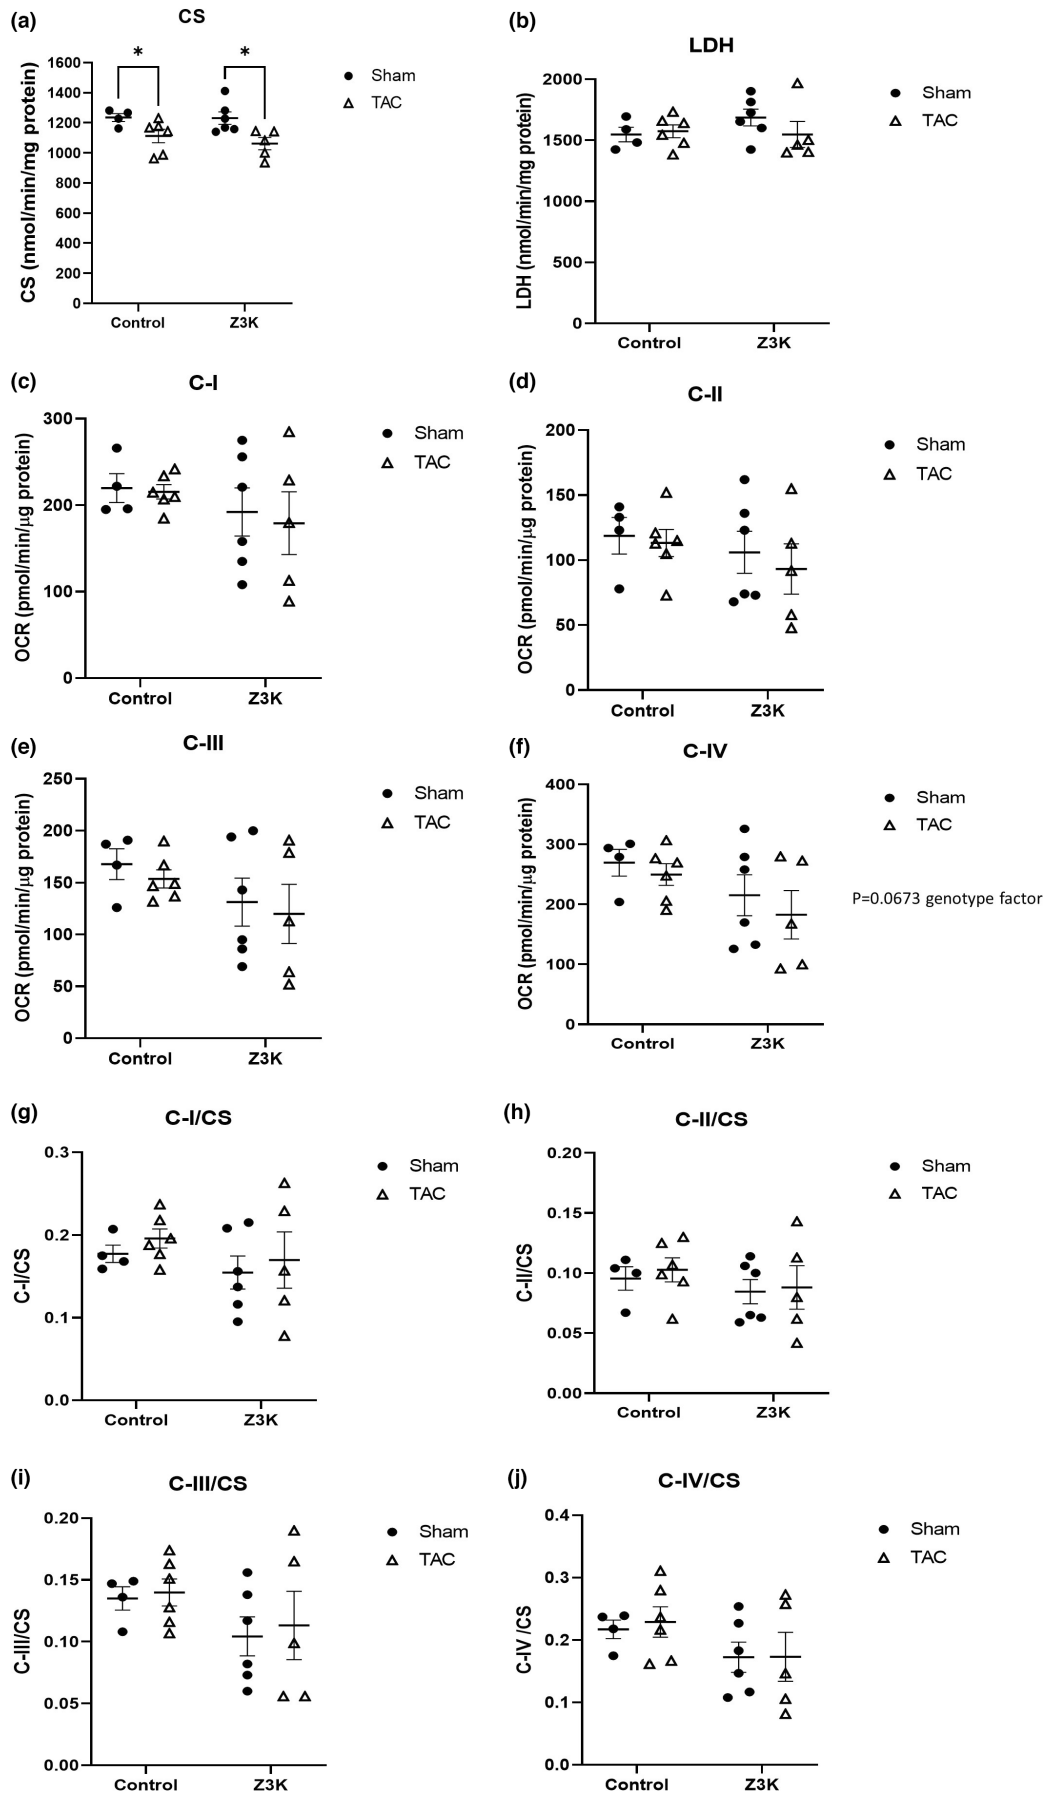 (a)
CS
*
*
CS (nmol/min/mg protein)
1600
1400
1200
1000
800
600
400
200
0
Control
Z3K
Sham
TAC
(b)
LDH
LDH (nmol/min/mg protein)
2000
1500
1000
500
0
Control
Z3K
Sham
TAC
(c)
C-I
OCR (pmol/min/µg protein)
300
200
100
0
Control
Z3K
Sham
TAC
(d)
C-II
OCR (pmol/min/µg protein)
200
150
100
50
0
Control
Z3K
Sham
TAC
(e)
C-III
OCR (pmol/min/µg protein)
250
200
150
100
50
0
Control
Z3K
Sham
TAC
(f)
C-IV
OCR (pmol/min/µg protein)
400
300
200
100
0
Control
Z3K
Sham
TAC
P=0.0673 genotype factor
(g)
C-I/CS
C-I/CS
0.3
0.2
0.1
0.0
Control
Z3K
Sham
TAC
(h)
C-II/CS
C-II/CS
0.20
0.15
0.10
0.05
0.00
Control
Z3K
Sham
TAC
(i)
C-III/CS
C-III/CS
0.20
0.15
0.10
0.05
0.00
Control
Z3K
Sham
TAC
(j)
C-IV/CS
C-IV /CS
0.4
0.3
0.2
0.1
0.0
Control
Z3K
Sham
TAC